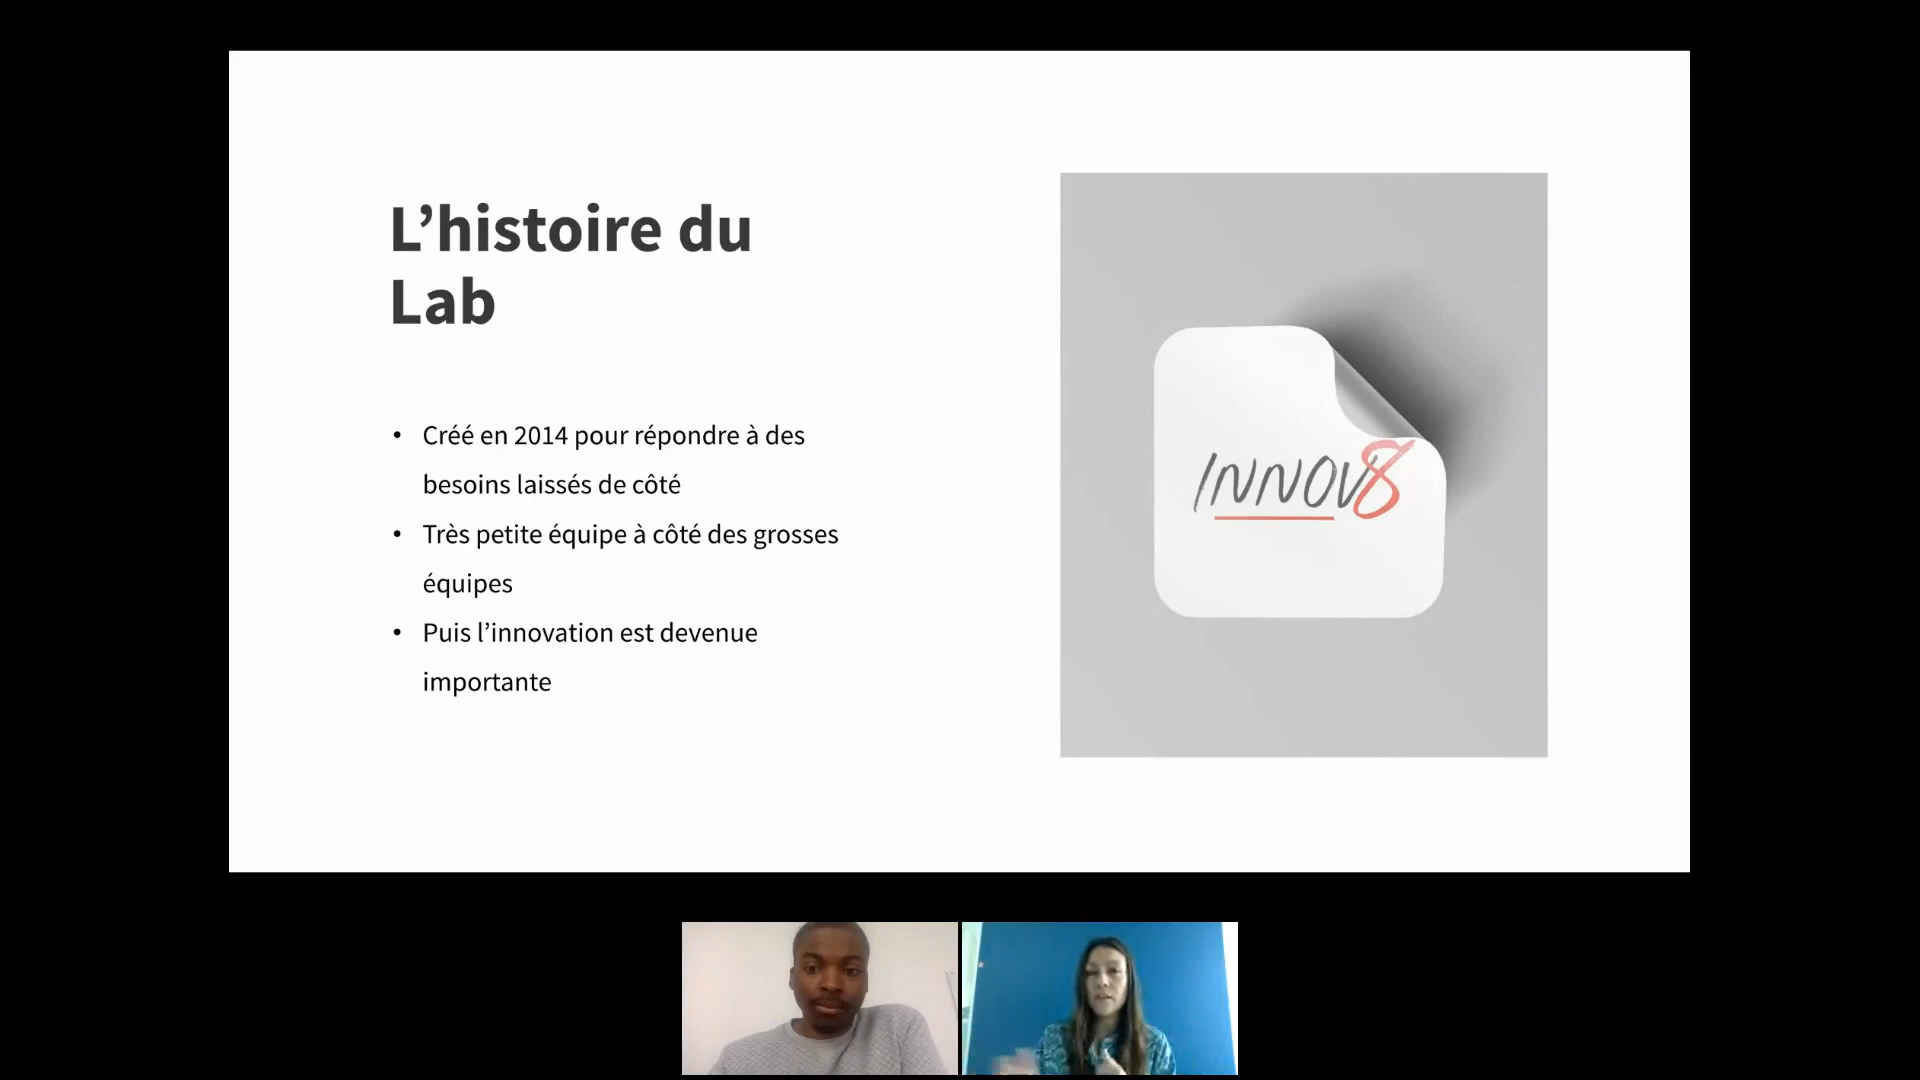 L’histoire du
Lab
• Créé en 2014 pour répondre à des
besoins laissés de côté
• Très petite équipe à côté des grosses
équipes
• Puis l’innovation est devenue
importante
INNOV8